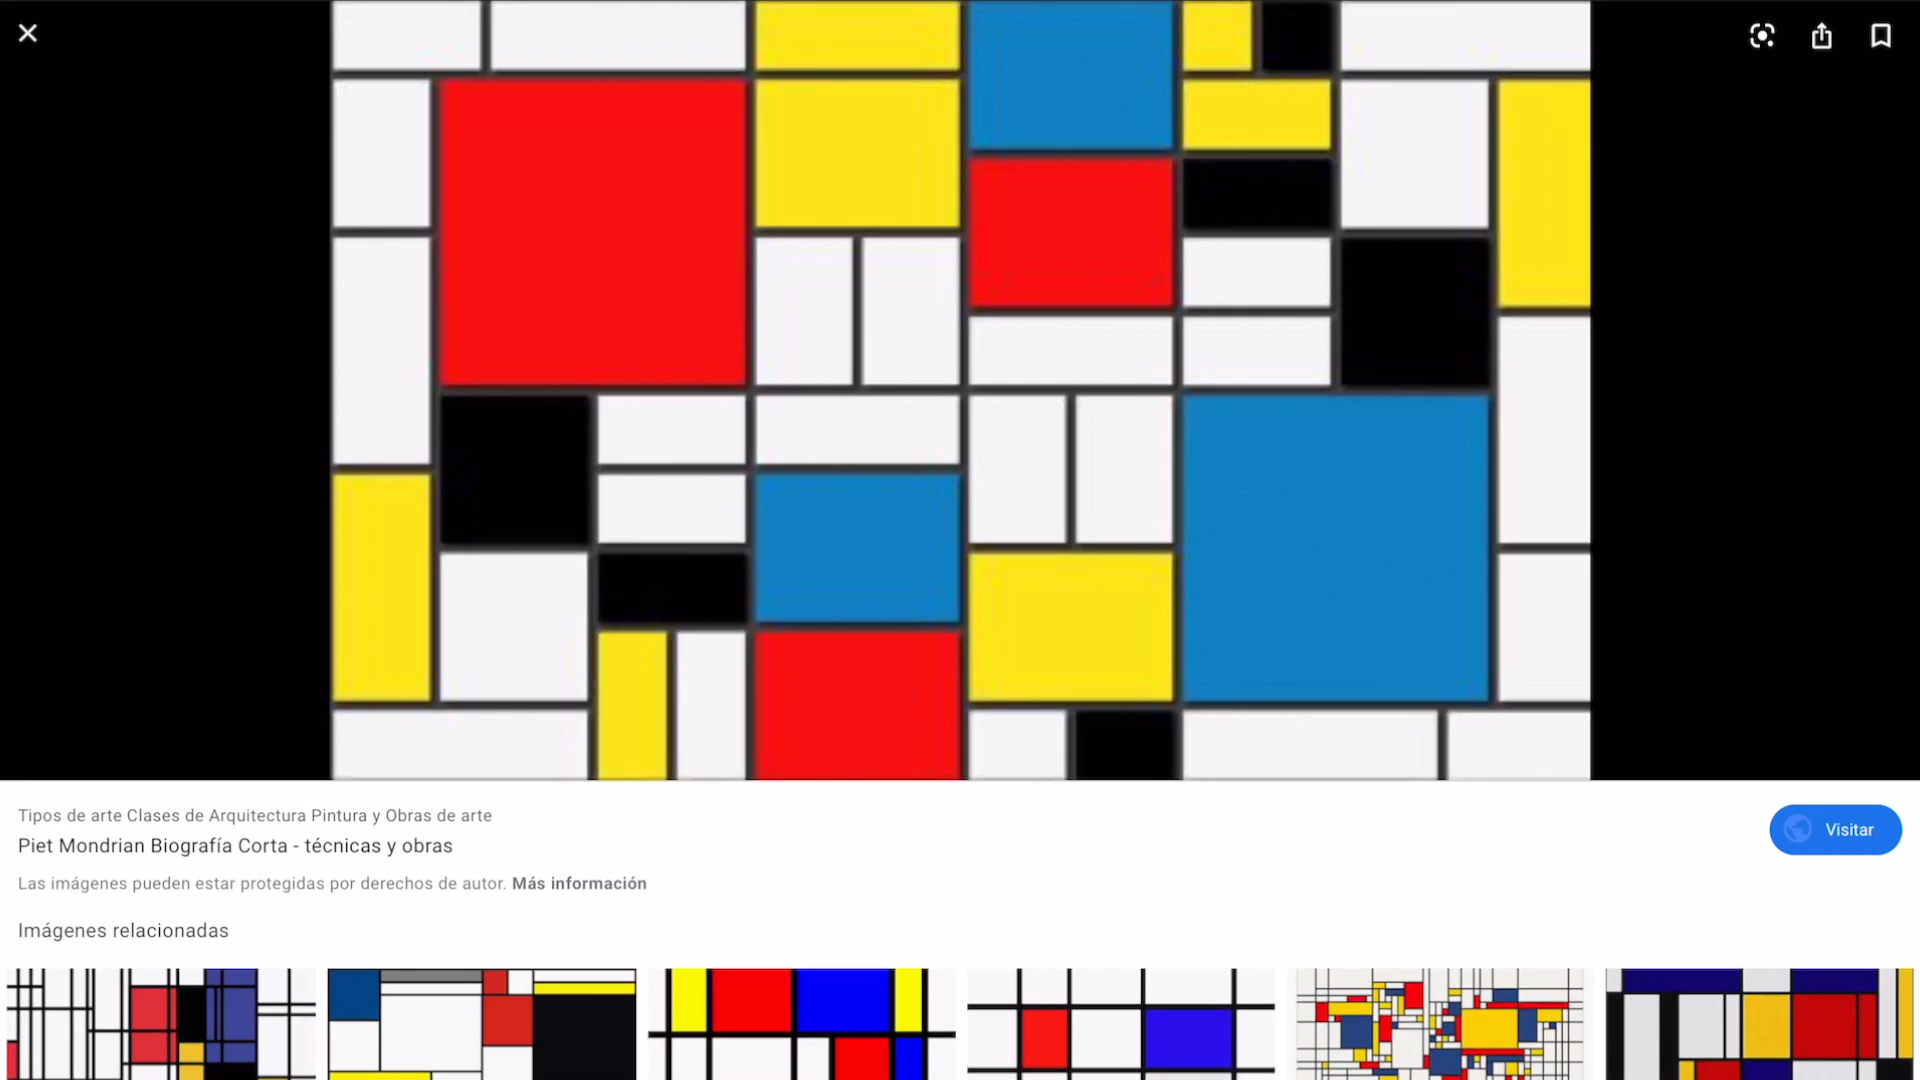 Tipos de arte Clases de Arquitectura Pintura y Obras de arte
Piet Mondrian Biografía Corta - técnicas y obras
Visitar
Las imágenes pueden estar protegidas por derechos de autor. Más información
Imágenes relacionadas